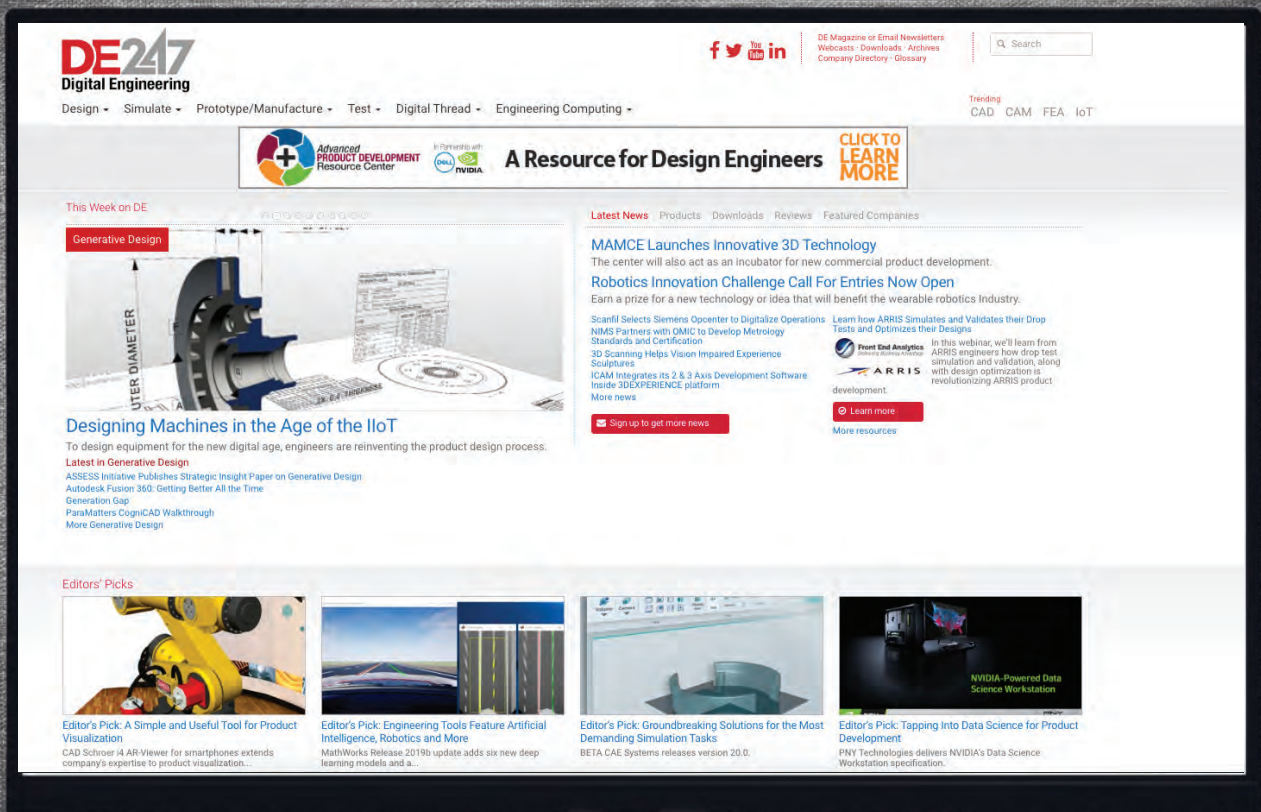 DE247
Digital Engineering
You
Tube
in
DE Magazine or Email Newsletters
Webcasts · Downloads · Archives
Company Directory · Glossary
Search
Design
Simulate
Prototype/Manufacture
Test
Digital Thread
Engineering Computing
Trending
CAD CAM FEA IoT
Advanced
PRODUCT DEVELOPMENT
Resource Center
In Partnership with
DELL
NVIDIA.
A Resource for Design Engineers
CLICK TO
LEARN
MORE
This Week on DE
Generative Design
OUTER DIAMETER
Designing Machines in the Age of the IIoT
To design equipment for the new digital age, engineers are reinventing the product design process.
Latest in Generative Design
ASSESS Initiative Publishes Strategic Insight Paper on Generative Design
Autodesk Fusion 360: Getting Better All the Time
Generation Gap
ParaMatters CogniCAD Walkthrough
More Generative Design
Latest News Products Downloads Reviews Featured Companies
MAMCE Launches Innovative 3D Technology
The center will also act as an incubator for new commercial product development.
Robotics Innovation Challenge Call For Entries Now Open
Earn a prize for a new technology or idea that will benefit the wearable robotics Industry.
Scanfil Selects Siemens Opcenter to Digitalize Operations
NIMS Partners with OMIC to Develop Metrology
Standards and Certification
3D Scanning Helps Vision Impaired Experience
Sculptures
ICAM Integrates its 2 & 3 Axis Development Software
Inside 3DEXPERIENCE platform
More news
Sign up to get more news
Learn how ARRIS Simulates and Validates their Drop
Tests and Optimizes their Designs
Front End Analytics
Delivering Business Advantage
ARRIS
In this webinar, we'll learn from
ARRIS engineers how drop test
simulation and validation, along
with design optimization is
revolutionizing ARRIS product
development.
Learn more
More resources
Editors' Picks
Editor's Pick: A Simple and Useful Tool for Product
Visualization
CAD Schroer i4 AR-Viewer for smartphones extends
company's expertise to product visualization...
Editor's Pick: Engineering Tools Feature Artificial
Intelligence, Robotics and More
MathWorks Release 2019b update adds six new deep
learning models and a...
Editor's Pick: Groundbreaking Solutions for the Most
Demanding Simulation Tasks
BETA CAE Systems releases version 20.0.
NVIDIA-Powered Data
Science Workstation
Editor's Pick: Tapping Into Data Science for Product
Development
PNY Technologies delivers NVIDIA's Data Science
Workstation specification.